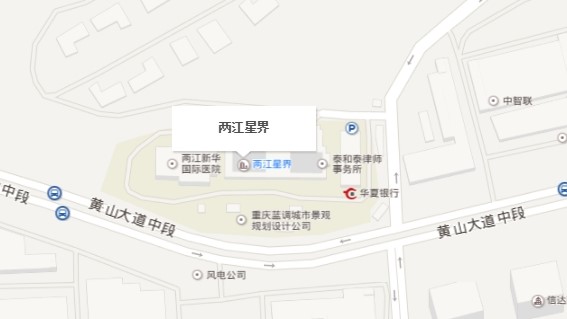 两江星界
中智联
P
两江新华
国际医院
两江星界
泰和泰律师
事务所
华夏银行
中段
黄山大道中段
重庆蓝调城市景观
规划设计公司
黄山大道中段
风电公司
信达